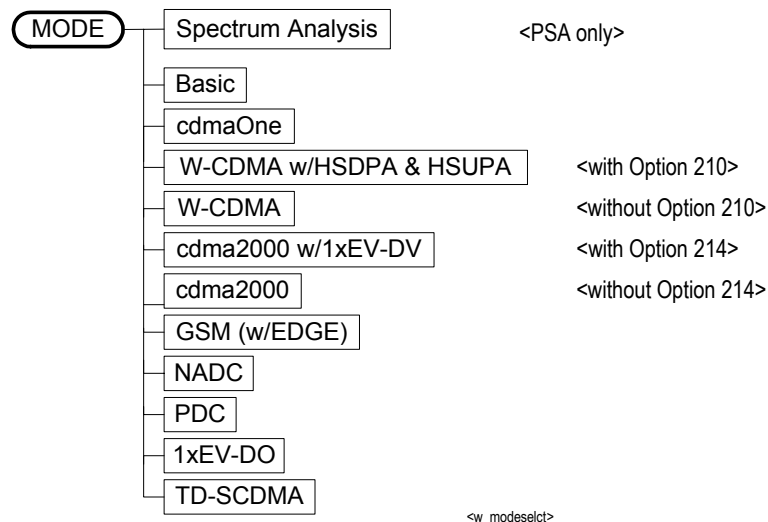 MODE
Spectrum Analysis <PSA only>
Basic
cdmaOne
W-CDMA w/HSDPA & HSUPA <with Option 210>
W-CDMA <without Option 210>
cdma2000 w/1xEV-DV <with Option 214>
cdma2000 <without Option 214>
GSM (w/EDGE)
NADC
PDC
1xEV-DO
TD-SCDMA
<w_modeselct>